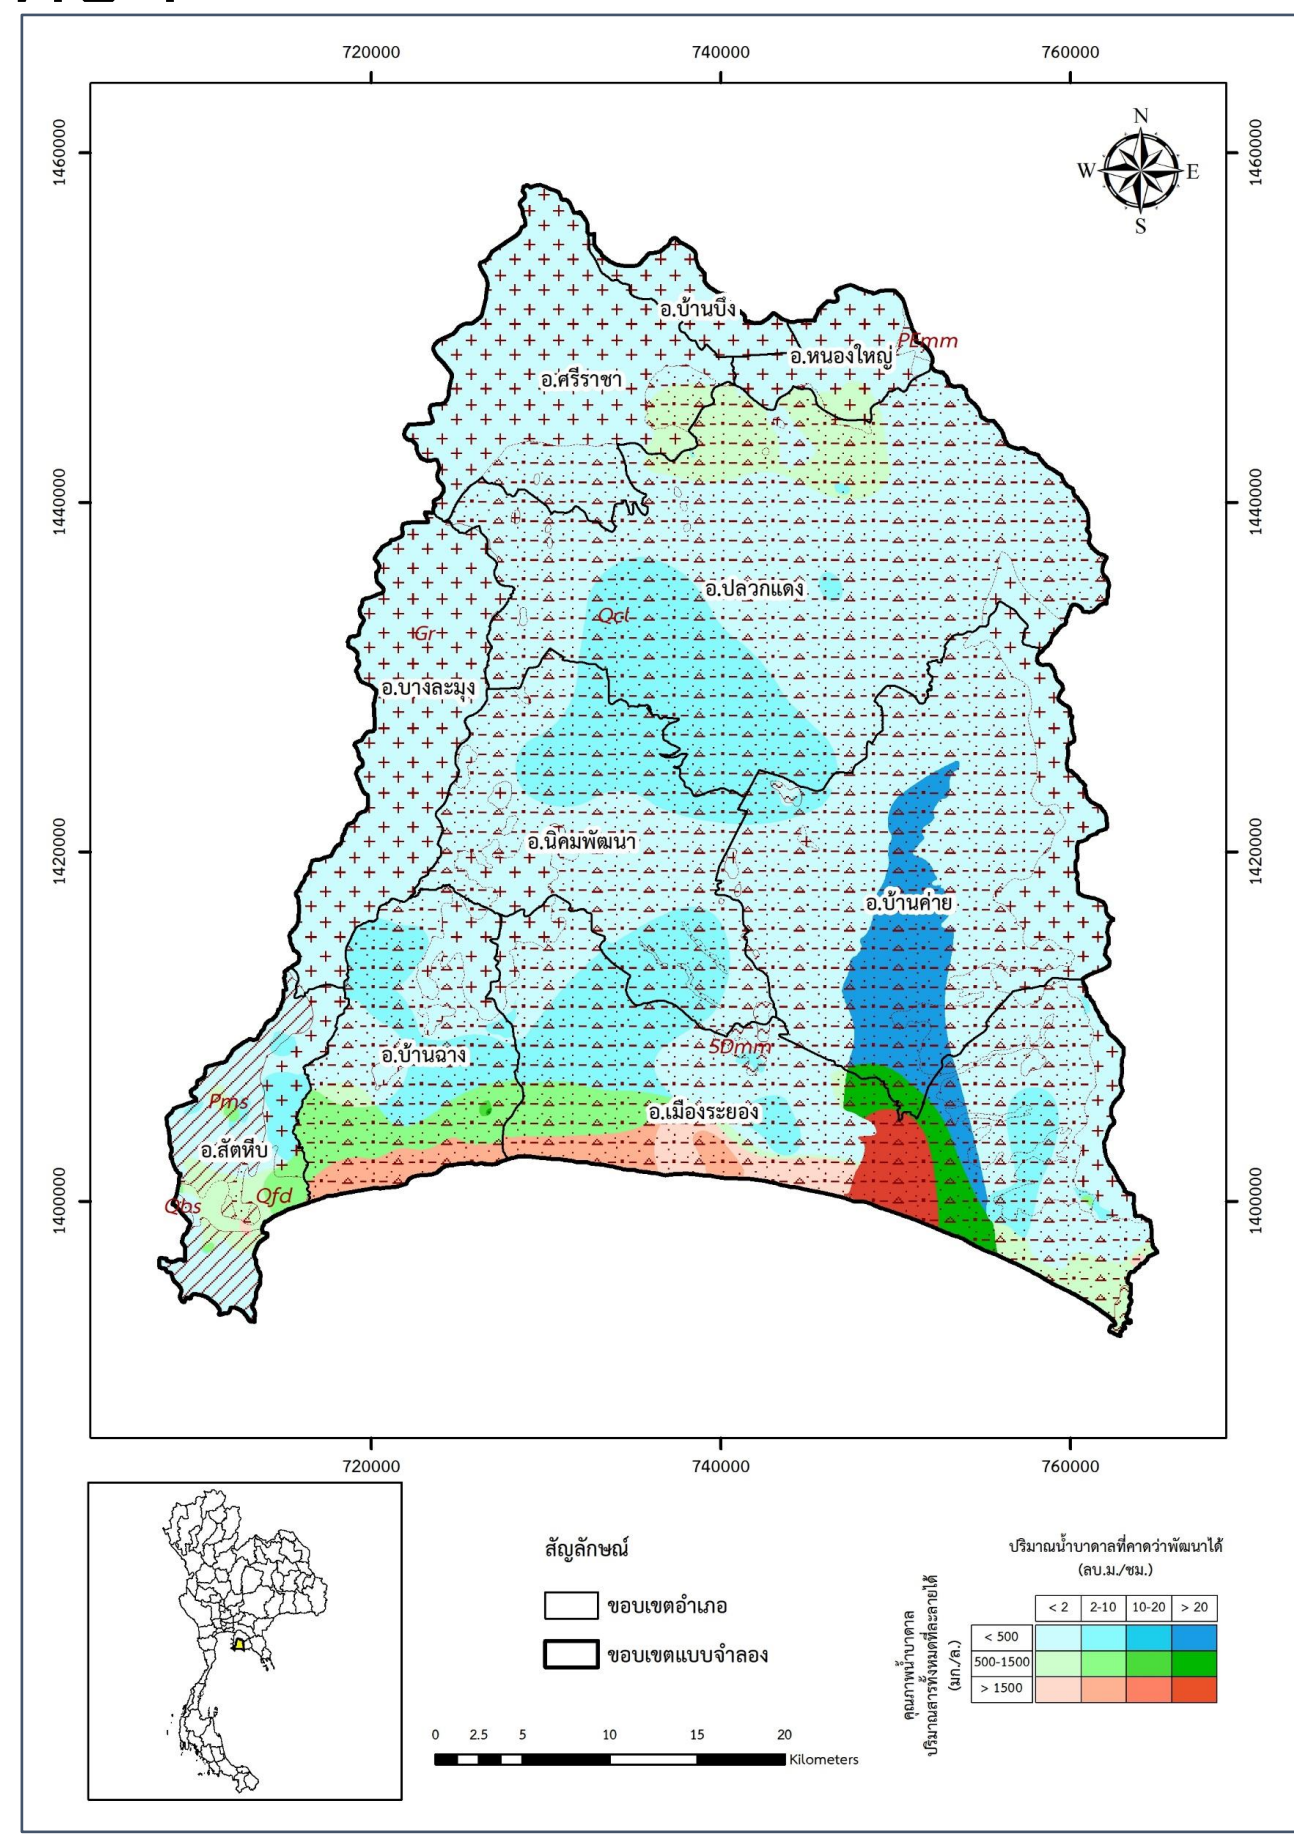 720000 740000 760000
1460000 1460000
N
W E
S
อ.บ้านบึง
PEmm
อ.หนองใหญ่
อ.ศรีราชา
1440000 1440000
อ.ปลวกแดง
Qcl
Gr
อ.บางละมุง
1420000 1420000
อ.นิคมพัฒนา
อ.บ้านค่าย
SDmm
อ.บ้านฉาง
Pms
อ.เมืองระยอง
อ.สัตหีบ
Qfd
Qbs
1400000 1400000
720000 740000 760000
สัญลักษณ์
ขอบเขตอำเภอ
ขอบเขตแบบจำลอง
0 2.5 5 10 15 20
Kilometers
ปริมาณน้ำบาดาลที่คาดว่าพัฒนาได้
(ลบ.ม./ชม.)
< 2 2-10 10-20 > 20
คุณภาพน้ำบาดาล
ปริมาณสารทั้งหมดที่ละลายได้
(มก./ล.)
< 500
500-1500
> 1500